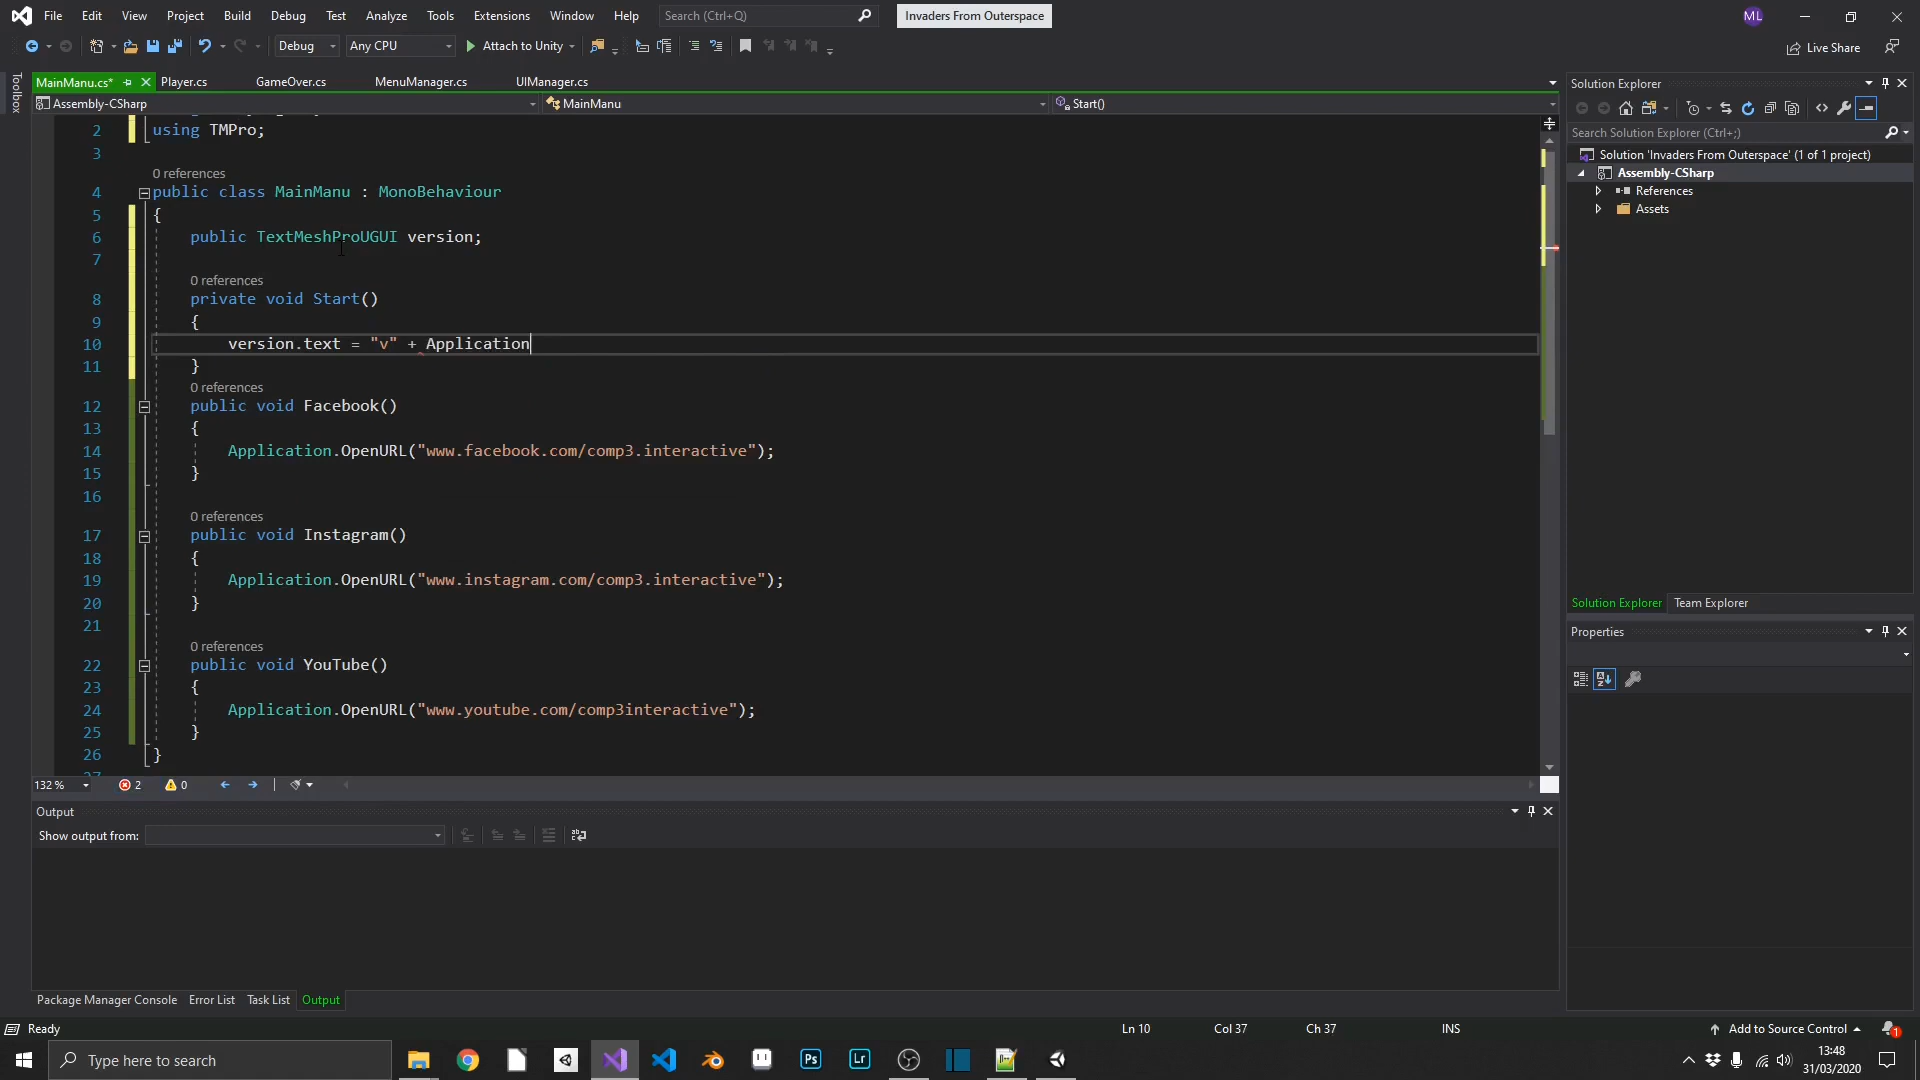 File Edit View Project Build Debug Test Analyze Tools Extensions Window Help Search (Ctrl+Q) Invaders From Outerspace ML
Debug Any CPU Attach to Unity Live Share
Toolbox
MainManu.cs* Player.cs GameOver.cs MenuManager.cs UIManager.cs
Assembly-CSharp MainManu Start()
2 using TMPro;
3
0 references
4 public class MainManu : MonoBehaviour
5 {
6 public TextMeshProUGUI version;
7
0 references
8 private void Start()
9 {
10 version.text = "v" + Application
11 }
0 references
12 public void Facebook()
13 {
14 Application.OpenURL("www.facebook.com/comp3.interactive");
15 }
16
0 references
17 public void Instagram()
18 {
19 Application.OpenURL("www.instagram.com/comp3.interactive");
20 }
21
0 references
22 public void YouTube()
23 {
24 Application.OpenURL("www.youtube.com/comp3interactive");
25 }
26 }
132 % 2 0
Output
Show output from:
Package Manager Console Error List Task List Output
Solution Explorer
Search Solution Explorer (Ctrl+;)
Solution 'Invaders From Outerspace' (1 of 1 project)
Assembly-CSharp
References
Assets
Solution Explorer Team Explorer
Properties
Ready Ln 10 Col 37 Ch 37 INS Add to Source Control 1
Type here to search Ps Lr 13:48
31/03/2020